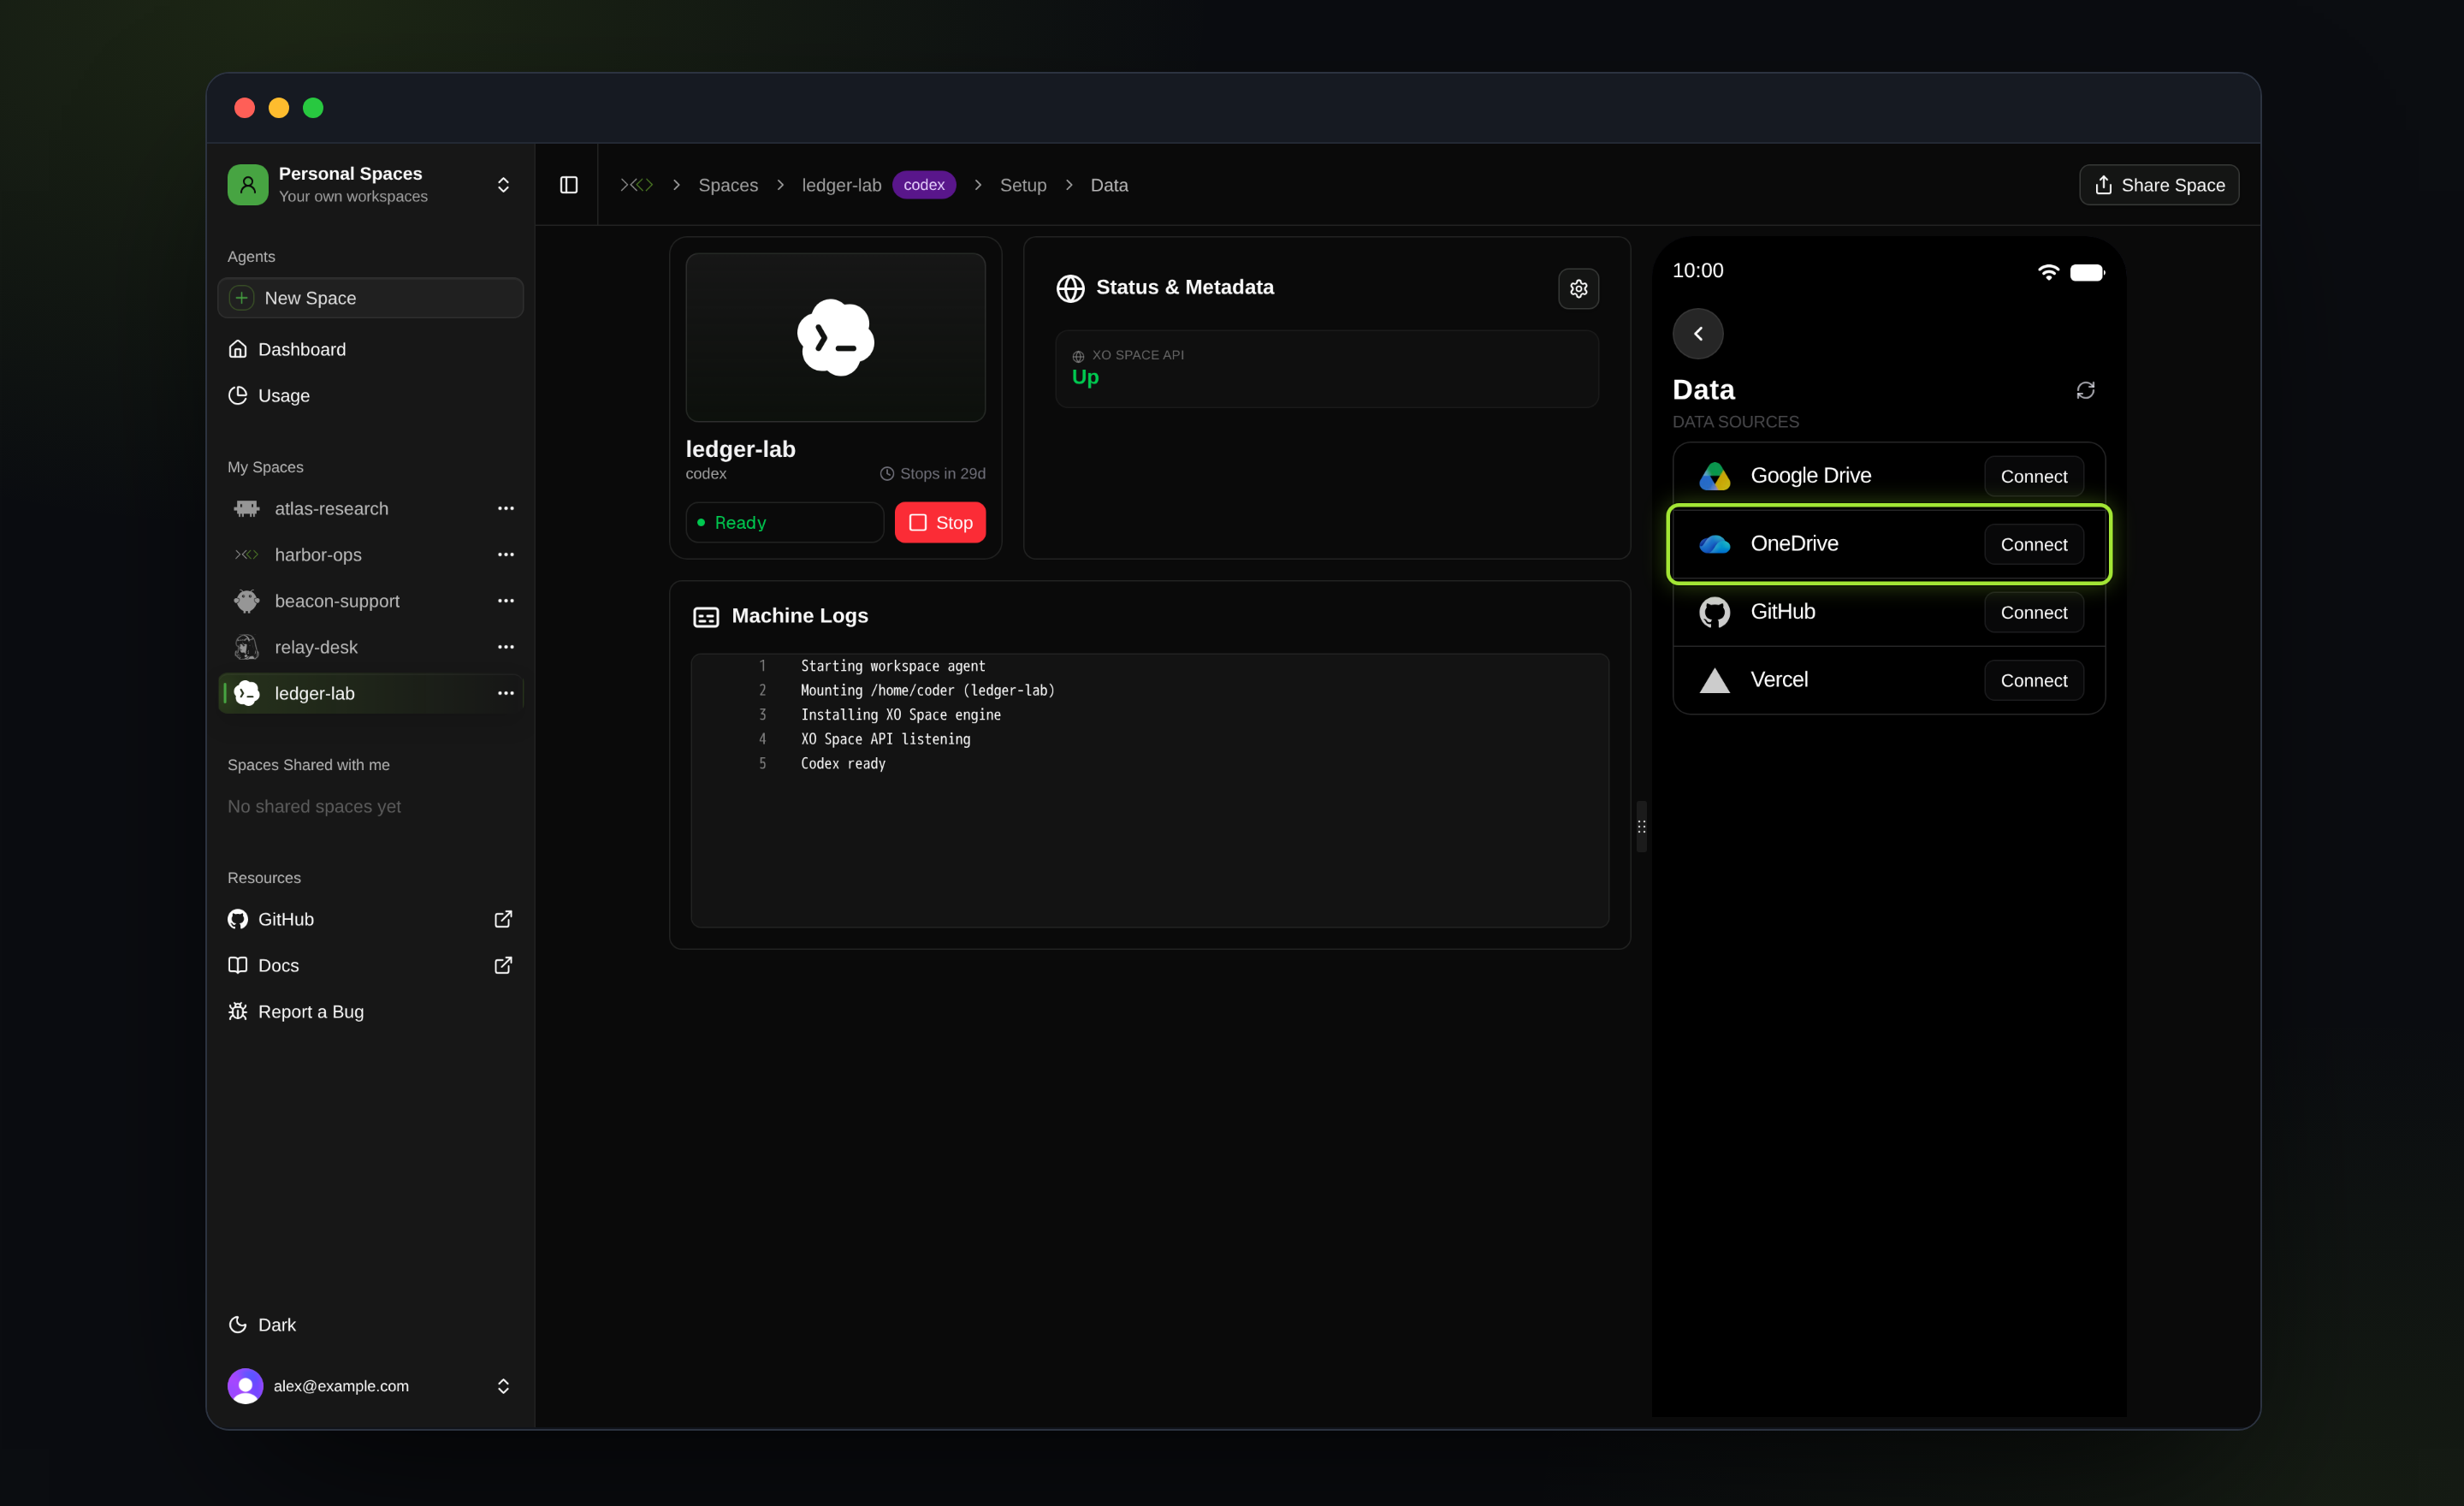 Personal Spaces
Your own workspaces
Agents
New Space
Dashboard
Usage
My Spaces
atlas-research
harbor-ops
beacon-support
relay-desk
ledger-lab
Spaces Shared with me
No shared spaces yet
Resources
GitHub
Docs
Report a Bug
Dark
alex@example.com
Spaces
ledger-lab codex
Setup
Data
Share Space
ledger-lab
codex
Stops in 29d
Ready
Stop
Status & Metadata
XO SPACE API
Up
Machine Logs
1 Starting workspace agent
2 Mounting /home/coder (ledger-lab)
3 Installing XO Space engine
4 XO Space API listening
5 Codex ready
10:00
Data
DATA SOURCES
Google Drive Connect
OneDrive Connect
GitHub Connect
Vercel Connect